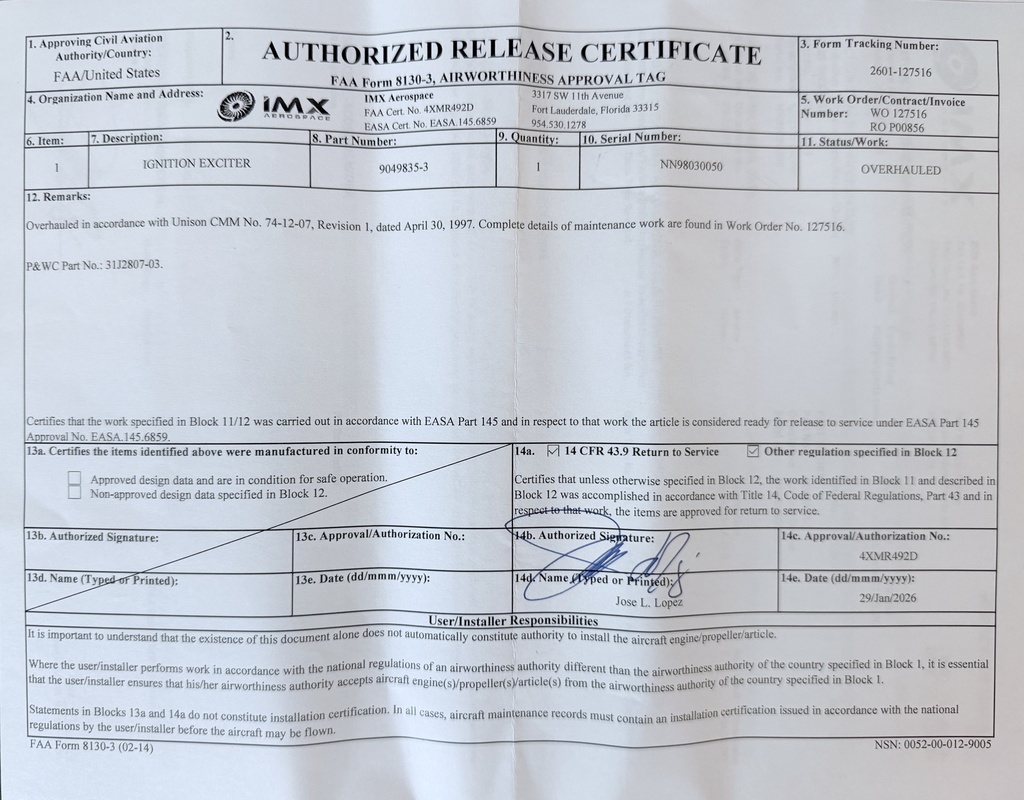 1. Approving Civil Aviation
Authority/Country:
FAA/United States
2.
AUTHORIZED RELEASE CERTIFICATE
FAA Form 8130-3, AIRWORTHINESS APPROVAL TAG
3. Form Tracking Number:
2601-127516
4. Organization Name and Address:
IMX
AEROSPACE
IMX Aerospace
FAA Cert. No. 4XMR492D
EASA Cert. No. EASA.145.6859
3317 SW 11th Avenue
Fort Lauderdale, Florida 33315
954.530.1278
5. Work Order/Contract/Invoice
Number: WO 127516
RO P00856
6. Item:
7. Description:
8. Part Number:
9. Quantity:
10. Serial Number:
11. Status/Work:
1
IGNITION EXCITER
9049835-3
1
NN98030050
OVERHAULED
12. Remarks:
Overhauled in accordance with Unison CMM No. 74-12-07, Revision 1, dated April 30, 1997. Complete details of maintenance work are found in Work Order No. 127516.
P&WC Part No.: 31J2807-03.
Certifies that the work specified in Block 11/12 was carried out in accordance with EASA Part 145 and in respect to that work the article is considered ready for release to service under EASA Part 145
Approval No. EASA.145.6859.
13a. Certifies the items identified above were manufactured in conformity to:
Approved design data and are in condition for safe operation.
Non-approved design data specified in Block 12.
14a. 14 CFR 43.9 Return to Service Other regulation specified in Block 12
Certifies that unless otherwise specified in Block 12, the work identified in Block 11 and described in
Block 12 was accomplished in accordance with Title 14, Code of Federal Regulations, Part 43 and in
respect to that work, the items are approved for return to service.
13b. Authorized Signature:
13c. Approval/Authorization No.:
14b. Authorized Signature:
14c. Approval/Authorization No.:
4XMR492D
13d. Name (Typed or Printed):
13e. Date (dd/mmm/yyyy):
14d. Name (Typed or Printed):
Jose L. Lopez
14e. Date (dd/mmm/yyyy):
29/Jan/2026
User/Installer Responsibilities
It is important to understand that the existence of this document alone does not automatically constitute authority to install the aircraft engine/propeller/article.
Where the user/installer performs work in accordance with the national regulations of an airworthiness authority different than the airworthiness authority of the country specified in Block 1, it is essential
that the user/installer ensures that his/her airworthiness authority accepts aircraft engine(s)/propeller(s)/article(s) from the airworthiness authority of the country specified in Block 1.
Statements in Blocks 13a and 14a do not constitute installation certification. In all cases, aircraft maintenance records must contain an installation certification issued in accordance with the national
regulations by the user/installer before the aircraft may be flown.
FAA Form 8130-3 (02-14)
NSN: 0052-00-012-9005